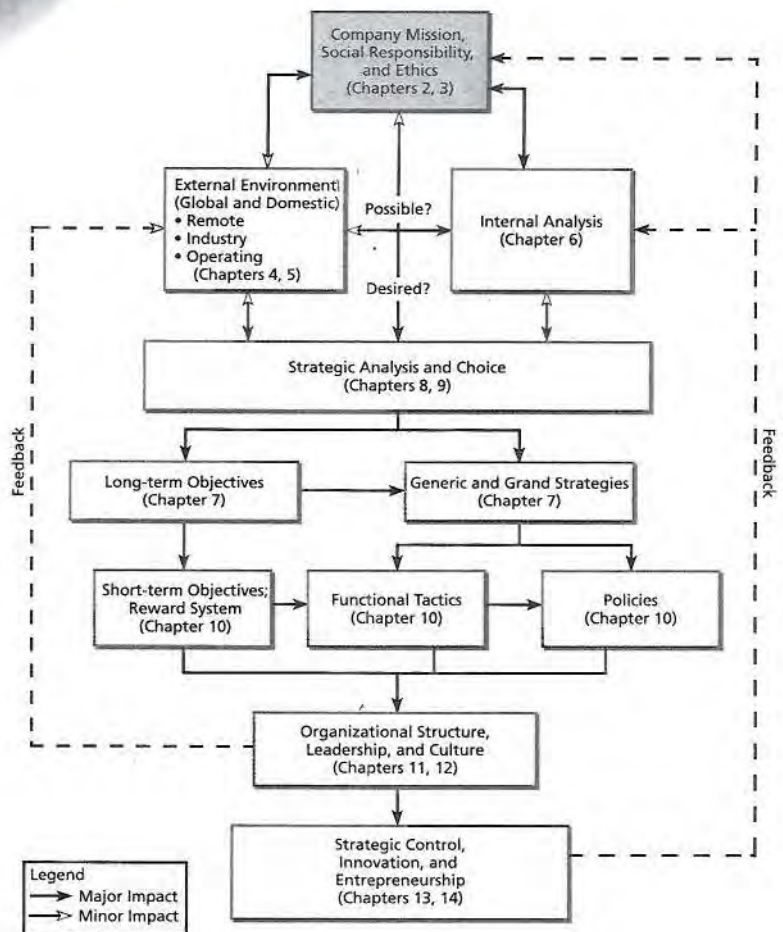 Company Mission,
Social Responsibility,
and Ethics
(Chapters 2, 3)
External Environment
(Global and Domestic)
• Remote
• Industry
• Operating
(Chapters 4, 5)
Possible?
Internal Analysis
(Chapter 6)
Desired?
Strategic Analysis and Choice
(Chapters 8, 9)
Feedback
Feedback
Long-term Objectives
(Chapter 7)
Generic and Grand Strategies
(Chapter 7)
Short-term Objectives;
Reward System
(Chapter 10)
Functional Tactics
(Chapter 10)
Policies
(Chapter 10)
Organizational Structure,
Leadership, and Culture
(Chapters 11, 12)
Strategic Control,
Innovation, and
Entrepreneurship
(Chapters 13, 14)
Legend
Major Impact
Minor Impact